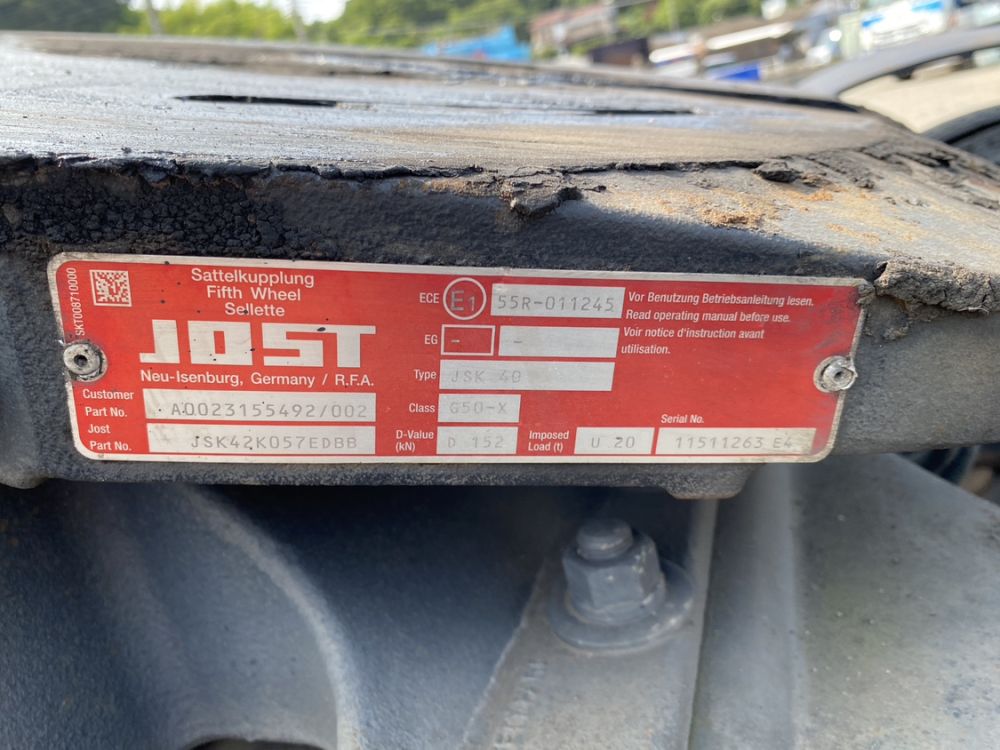 SKT008710000
Sattelkupplung
Fifth Wheel
Sellette
JOST
Neu-Isenburg, Germany / R.F.A.
Customer
Part No. A0023155492/002
Jost
Part No. JSK42K057EDBB
ECE E1 55R-011245
EG - -
Type JSK 40
Class G50-X
D-Value
(kN) D 152
Imposed
Load (t) U 20
Serial No.
11511263 E4
Vor Benutzung Betriebsanleitung lesen.
Read operating manual before use.
Voir notice d'instruction avant
utilisation.